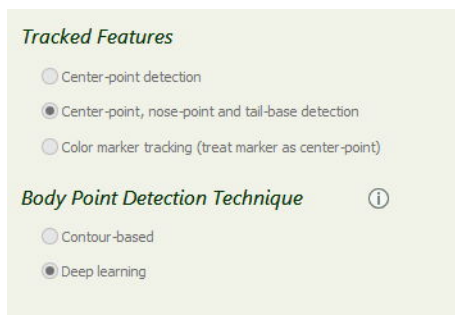 Tracked Features
Center-point detection
Center-point, nose-point and tail-base detection
Color marker tracking (treat marker as center-point)
Body Point Detection Technique
Contour-based
Deep learning